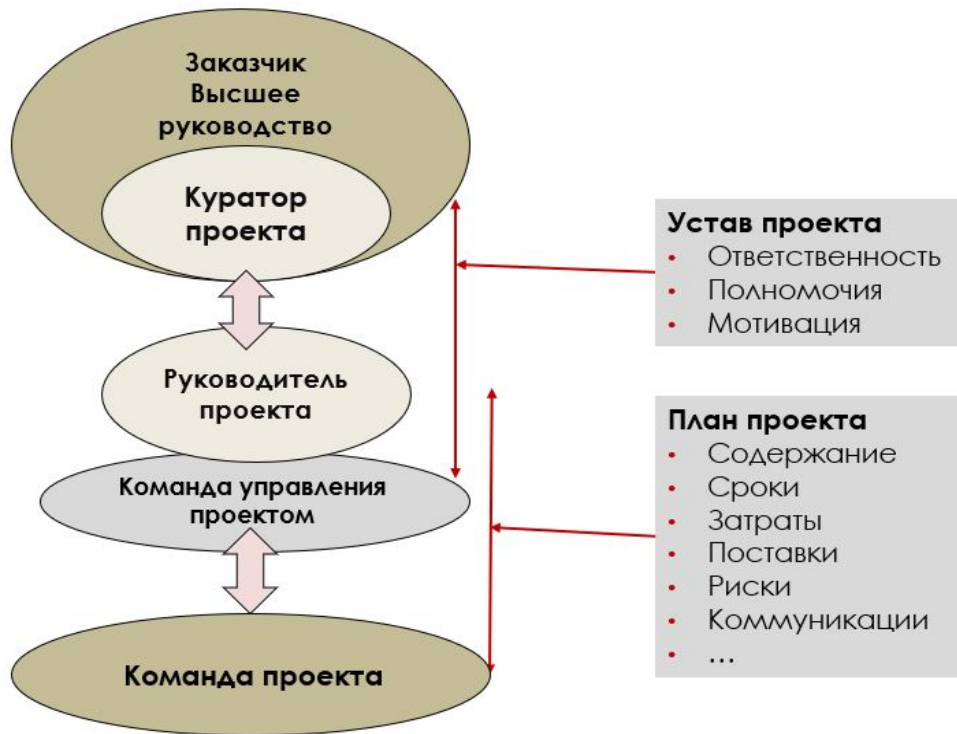 Заказчик
Высшее
руководство
Куратор
проекта
Руководитель
проекта
Команда управления
проектом
Команда проекта
Устав проекта
• Ответственность
• Полномочия
• Мотивация
План проекта
• Содержание
• Сроки
• Затраты
• Поставки
• Риски
• Коммуникации
• ...